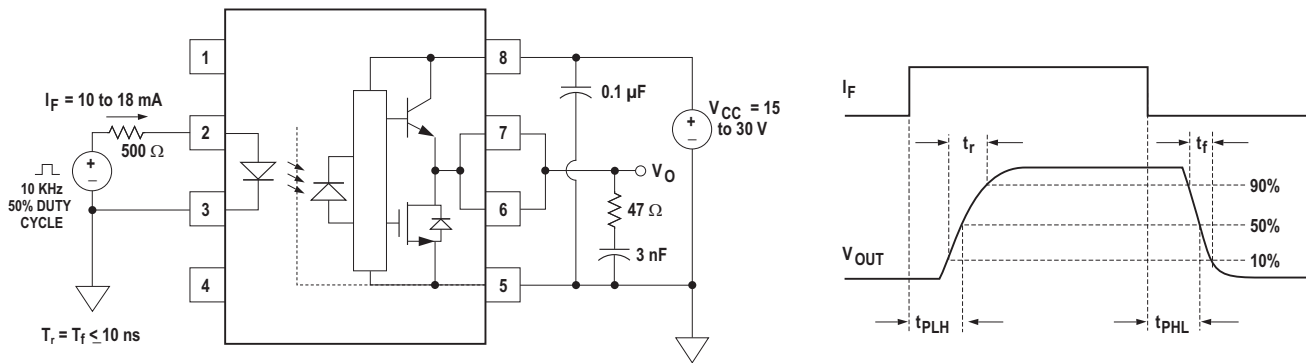 1
8
I_F = 10 to 18 mA
0.1 µF
V_CC = 15
to 30 V
+
–
2
7
500 Ω
+
–
V_O
10 KHz
50% DUTY
CYCLE
3
6
47 Ω
3 nF
4
5
T_r = T_f ≤ 10 ns
I_F
t_r
t_f
90%
50%
V_OUT
10%
t_PLH
t_PHL